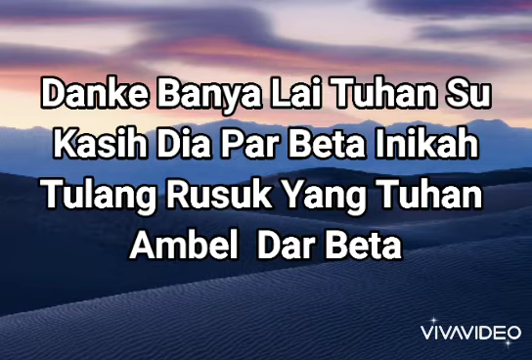 Danke Banya Lai Tuhan Su
Kasih Dia Par Beta Inikah
Tulang Rusuk Yang Tuhan
Ambel Dar Beta
VIVAVIDEO